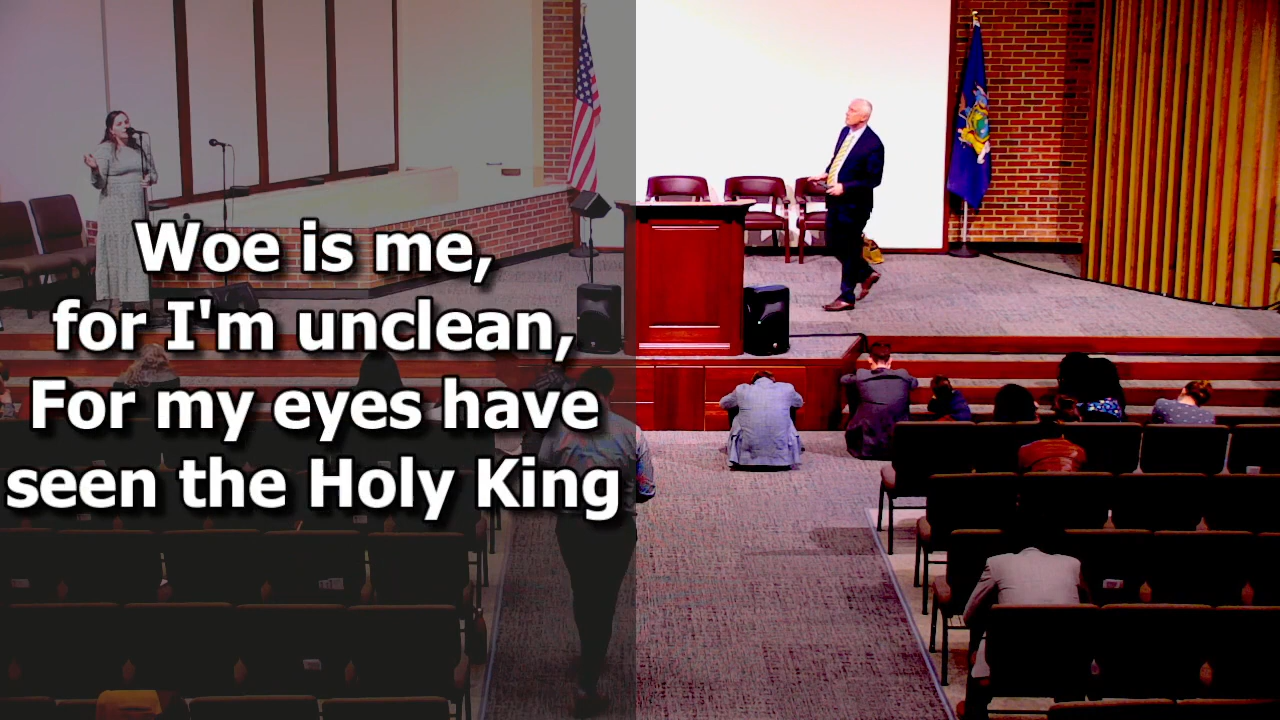 Woe is me,
for I'm unclean,
For my eyes have
seen the Holy King